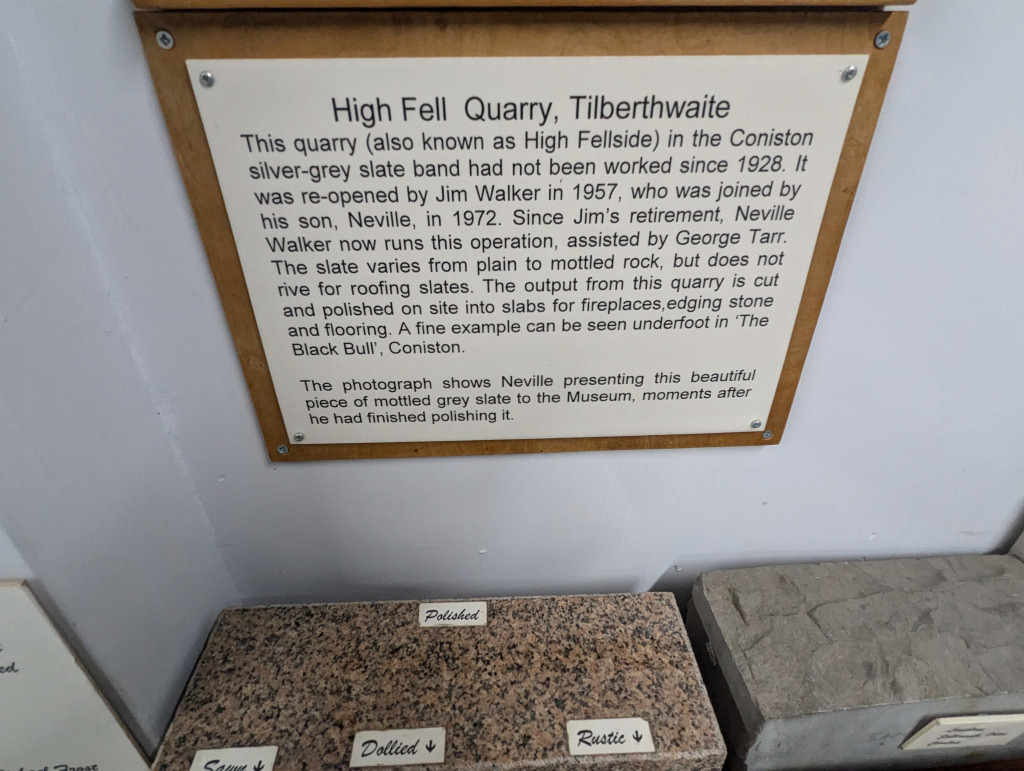 High Fell Quarry, Tilberthwaite
This quarry (also known as High Fellside) in the Coniston
silver-grey slate band had not been worked since 1928. It
was re-opened by Jim Walker in 1957, who was joined by
his son, Neville, in 1972. Since Jim's retirement, Neville
Walker now runs this operation, assisted by George Tarr.
The slate varies from plain to mottled rock, but does not
rive for roofing slates. The output from this quarry is cut
and polished on site into slabs for fireplaces,edging stone
and flooring. A fine example can be seen underfoot in ‘The
Black Bull’, Coniston.
The photograph shows Neville presenting this beautiful
piece of mottled grey slate to the Museum, moments after
he had finished polishing it.
Polished
Sawn ↓
Dollied ↓
Rustic ↓
Frost